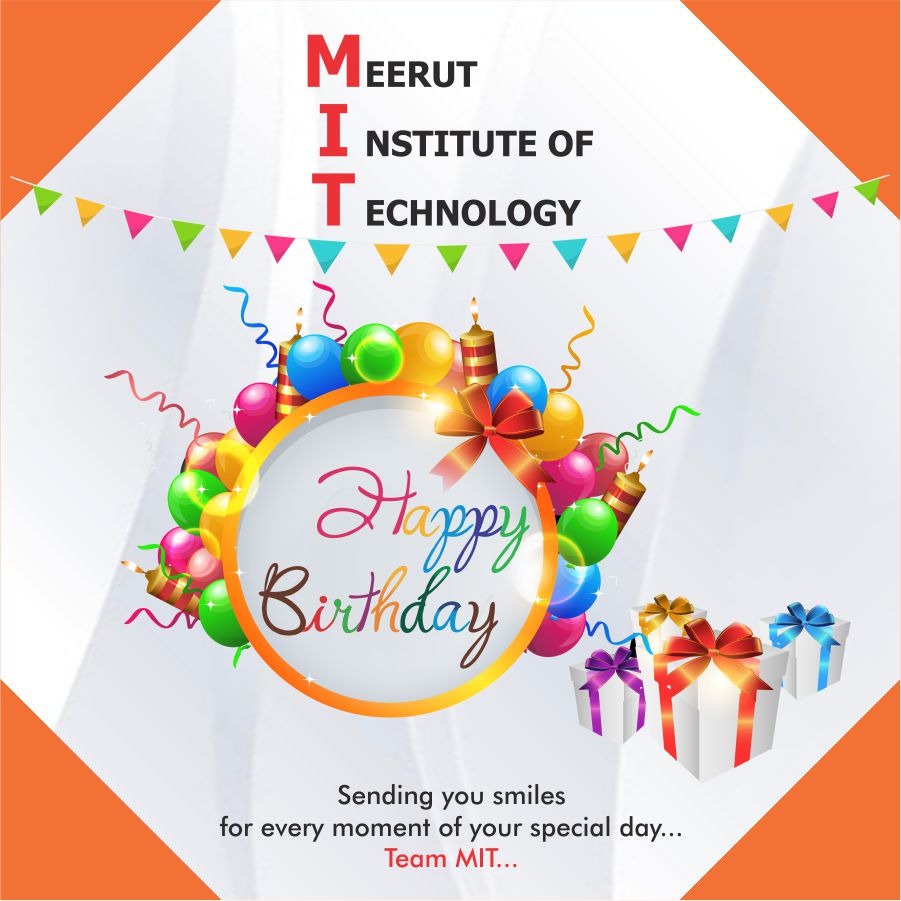 MEERUT
INSTITUTE OF
TECHNOLOGY
Happy
Birthday
Sending you smiles
for every moment of your special day...
Team MIT...